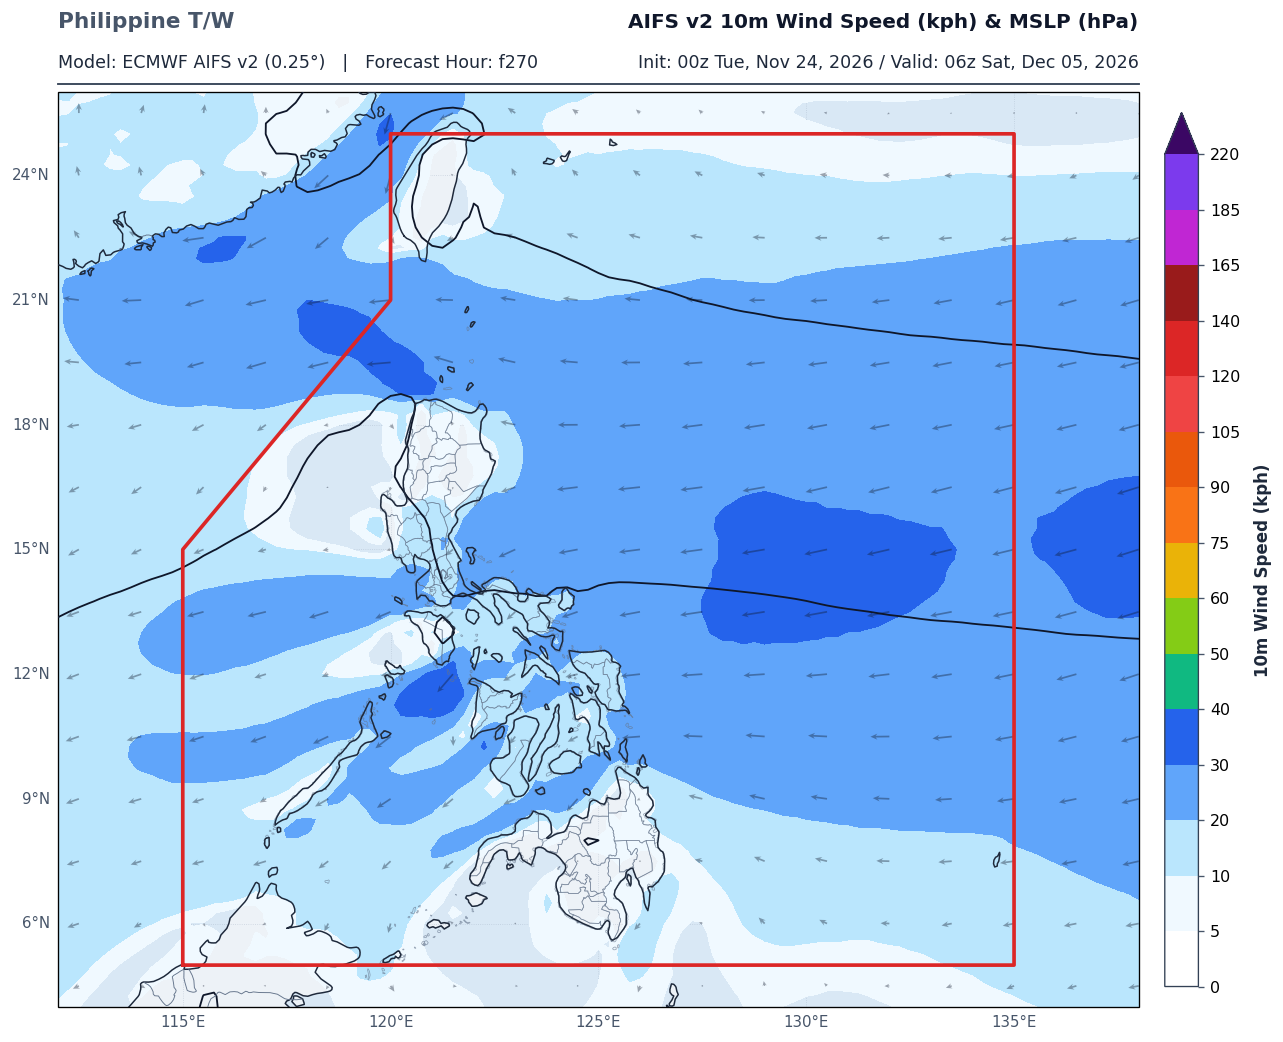 Philippine T/W
AIFS v2 10m Wind Speed (kph) & MSLP (hPa)
Model: ECMWF AIFS v2 (0.25°) | Forecast Hour: f270
Init: 00z Tue, Nov 24, 2026 / Valid: 06z Sat, Dec 05, 2026
24°N
21°N
18°N
15°N
12°N
9°N
6°N
115°E
120°E
125°E
130°E
135°E
220
185
165
140
120
105
90
75
60
50
40
30
20
10
5
0
10m Wind Speed (kph)